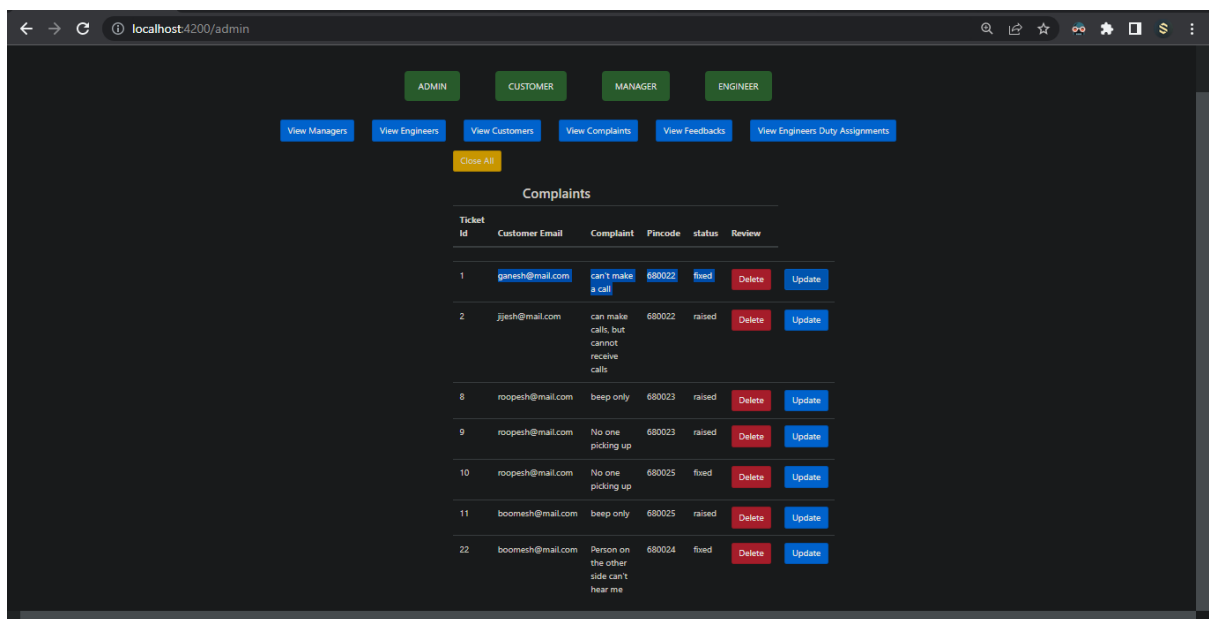 localhost:4200/admin
ADMIN CUSTOMER MANAGER ENGINEER
View Managers View Engineers View Customers View Complaints View Feedbacks View Engineers Duty Assignments
Close All
Complaints
Ticket
Id Customer Email Complaint Pincode status Review
1 ganesh@mail.com can't make 680022 fixed Delete Update
a call
2 jijesh@mail.com can make 680022 raised Delete Update
calls, but
cannot
receive
calls
8 roopesh@mail.com beep only 680023 raised Delete Update
9 roopesh@mail.com No one 680023 raised Delete Update
picking up
10 roopesh@mail.com No one 680025 fixed Delete Update
picking up
11 boomesh@mail.com beep only 680025 raised Delete Update
22 boomesh@mail.com Person on 680024 fixed Delete Update
the other
side can't
hear me